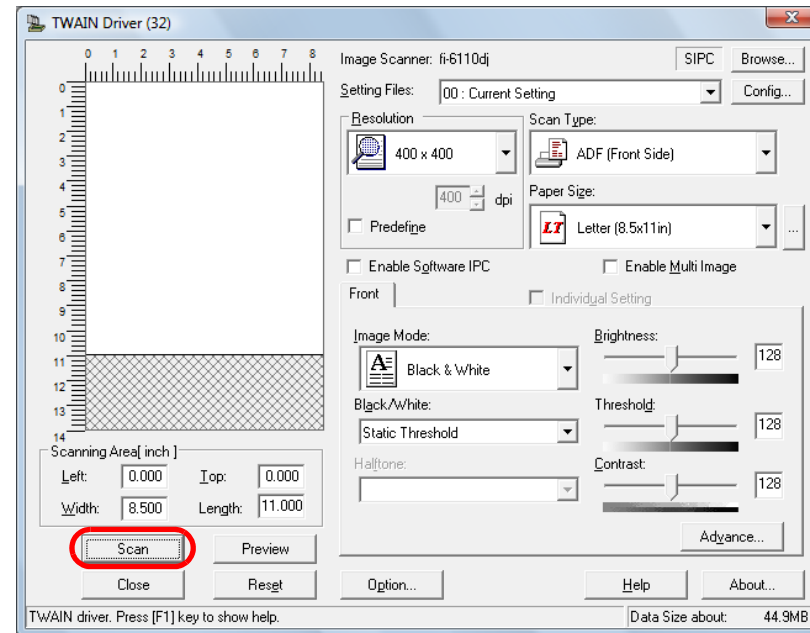 TWAIN Driver (32)
0 1 2 3 4 5 6 7 8
0
1
2
3
4
5
6
7
8
9
10
11
12
13
14
Image Scanner: fi-6110dj
SIPC
Browse...
Setting Files:
00 : Current Setting
Config...
Resolution
400 x 400
400 dpi
Predefine
Scan Type:
ADF (Front Side)
Paper Size:
LT
Letter (8.5x11in)
...
Enable Software IPC
Enable Multi Image
Front
Individual Setting
Image Mode:
A
Black & White
Black/White:
Static Threshold
Halftone:
Brightness:
128
Threshold:
128
Contrast:
128
Advance...
Scanning Area[ inch ]
Left: 0.000 Top: 0.000
Width: 8.500 Length: 11.000
Scan
Preview
Close
Reset
Option...
Help
About...
TWAIN driver. Press [F1] key to show help.
Data Size about: 44.9MB